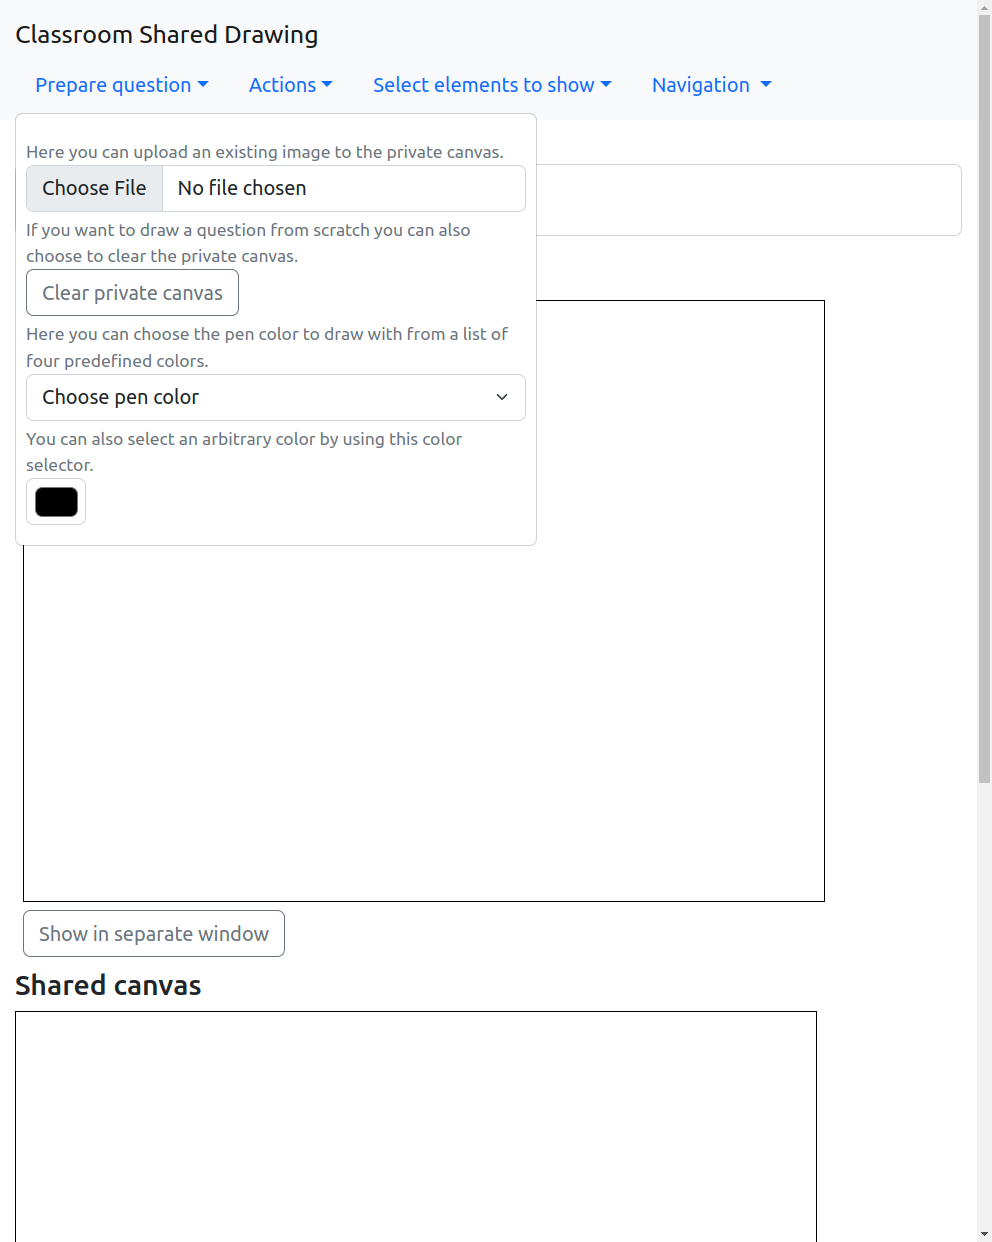 Classroom Shared Drawing
Prepare question Actions Select elements to show Navigation
Here you can upload an existing image to the private canvas.
Choose File No file chosen
If you want to draw a question from scratch you can also
choose to clear the private canvas.
Clear private canvas
Here you can choose the pen color to draw with from a list of
four predefined colors.
Choose pen color
You can also select an arbitrary color by using this color
selector.
Show in separate window
Shared canvas